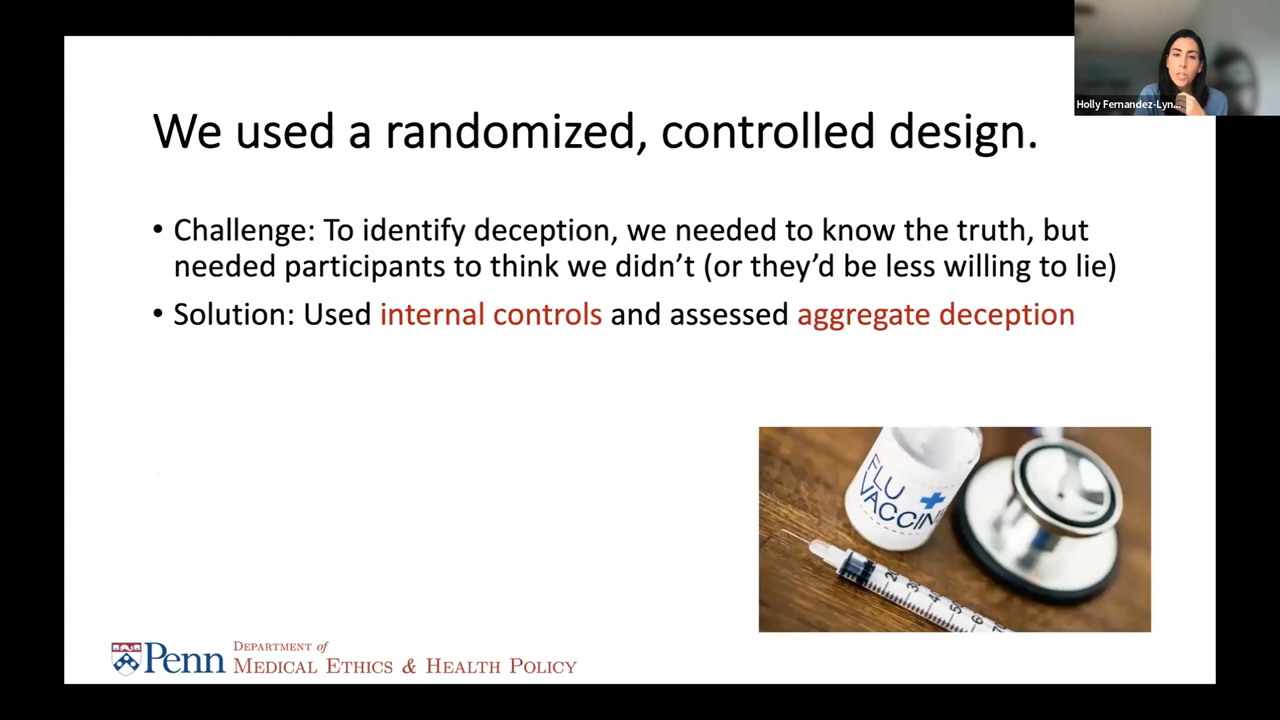 Holly Fernandez-Lyn...
We used a randomized, controlled design.
• Challenge: To identify deception, we needed to know the truth, but
needed participants to think we didn’t (or they’d be less willing to lie)
• Solution: Used internal controls and assessed aggregate deception
FLU
VACCIN
Penn
DEPARTMENT of
MEDICAL ETHICS & HEALTH POLICY